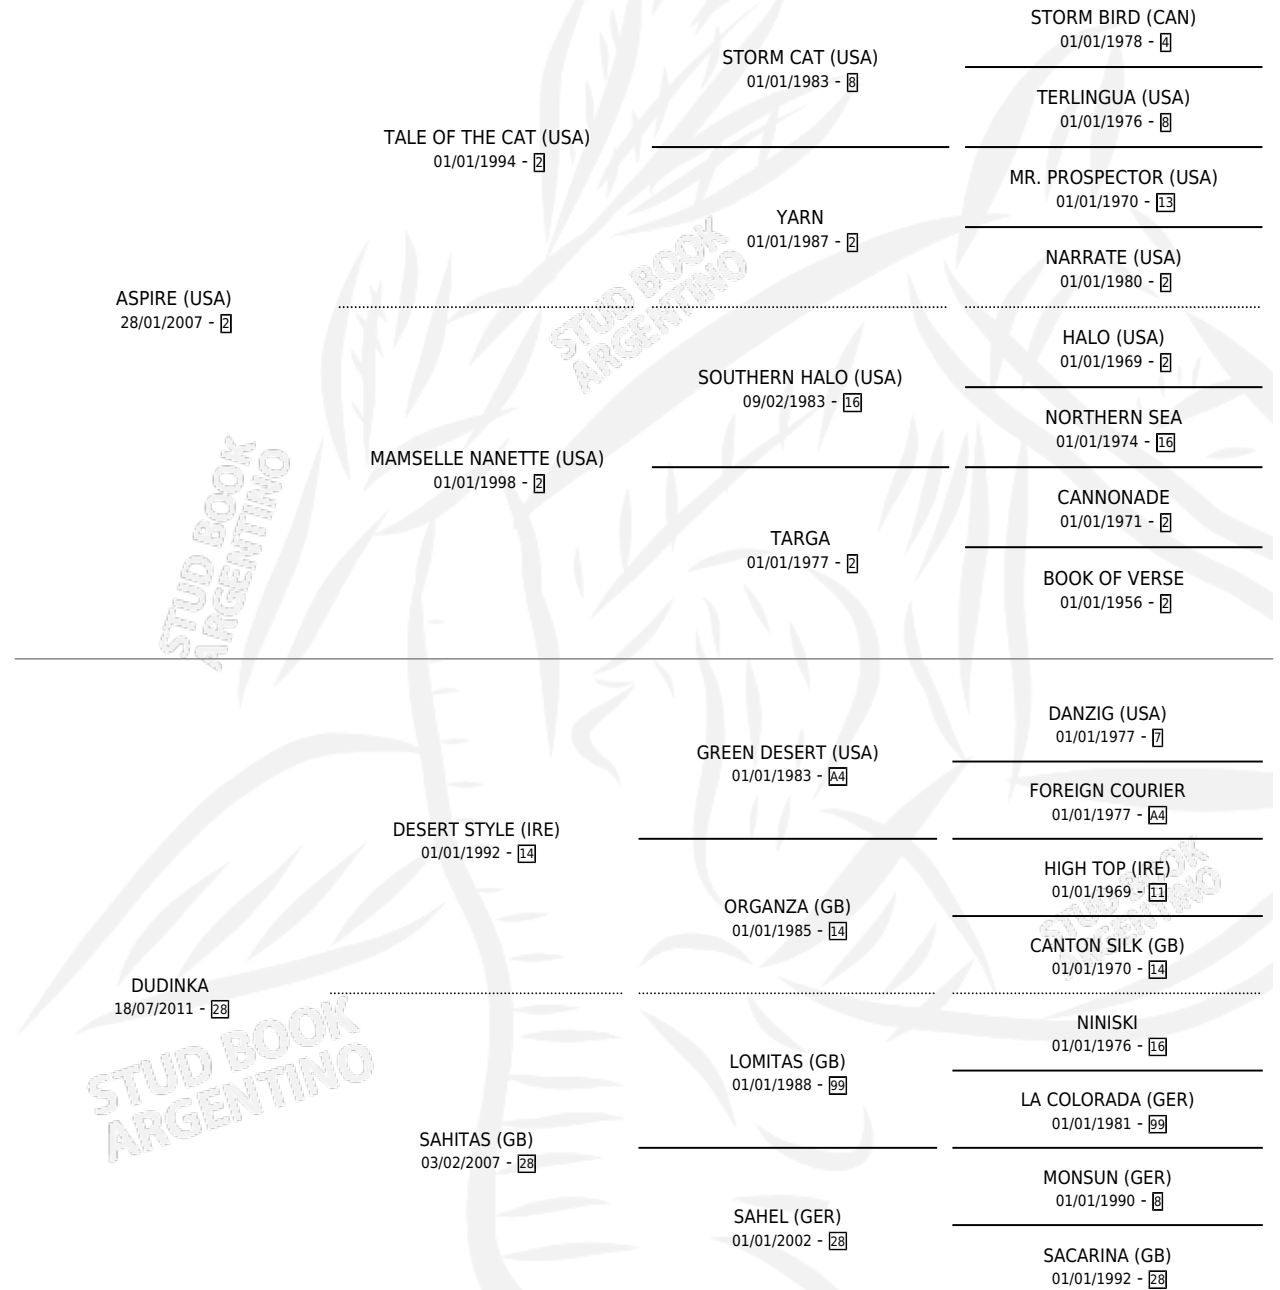 STORM BIRD (CAN)
01/01/1978 - 4
STORM CAT (USA)
01/01/1983 - 8
TERLINGUA (USA)
01/01/1976 - 8
TALE OF THE CAT (USA)
01/01/1994 - 2
MR. PROSPECTOR (USA)
01/01/1970 - 13
YARN
01/01/1987 - 2
NARRATE (USA)
01/01/1980 - 2
ASPIRE (USA)
28/01/2007 - 2
HALO (USA)
01/01/1969 - 2
SOUTHERN HALO (USA)
09/02/1983 - 16
NORTHERN SEA
01/01/1974 - 16
MAMSELLE NANETTE (USA)
01/01/1998 - 2
CANNONADE
01/01/1971 - 2
TARGA
01/01/1977 - 2
BOOK OF VERSE
01/01/1956 - 2
DANZIG (USA)
01/01/1977 - 7
GREEN DESERT (USA)
01/01/1983 - A4
FOREIGN COURIER
01/01/1977 - A4
DESERT STYLE (IRE)
01/01/1992 - 14
HIGH TOP (IRE)
01/01/1969 - 11
ORGANZA (GB)
01/01/1985 - 14
CANTON SILK (GB)
01/01/1970 - 14
DUDINKA
18/07/2011 - 28
NINISKI
01/01/1976 - 16
LOMITAS (GB)
01/01/1988 - 99
LA COLORADA (GER)
01/01/1981 - 99
SAHITAS (GB)
03/02/2007 - 28
MONSUN (GER)
01/01/1990 - 8
SAHEL (GER)
01/01/2002 - 28
SACARINA (GB)
01/01/1992 - 28
STUD BOOK
ARGENTINO
STUD BOOK
ARGENTINO
STUD BOOK
ARGENTINO
STUD BOOK
ARGENTINO